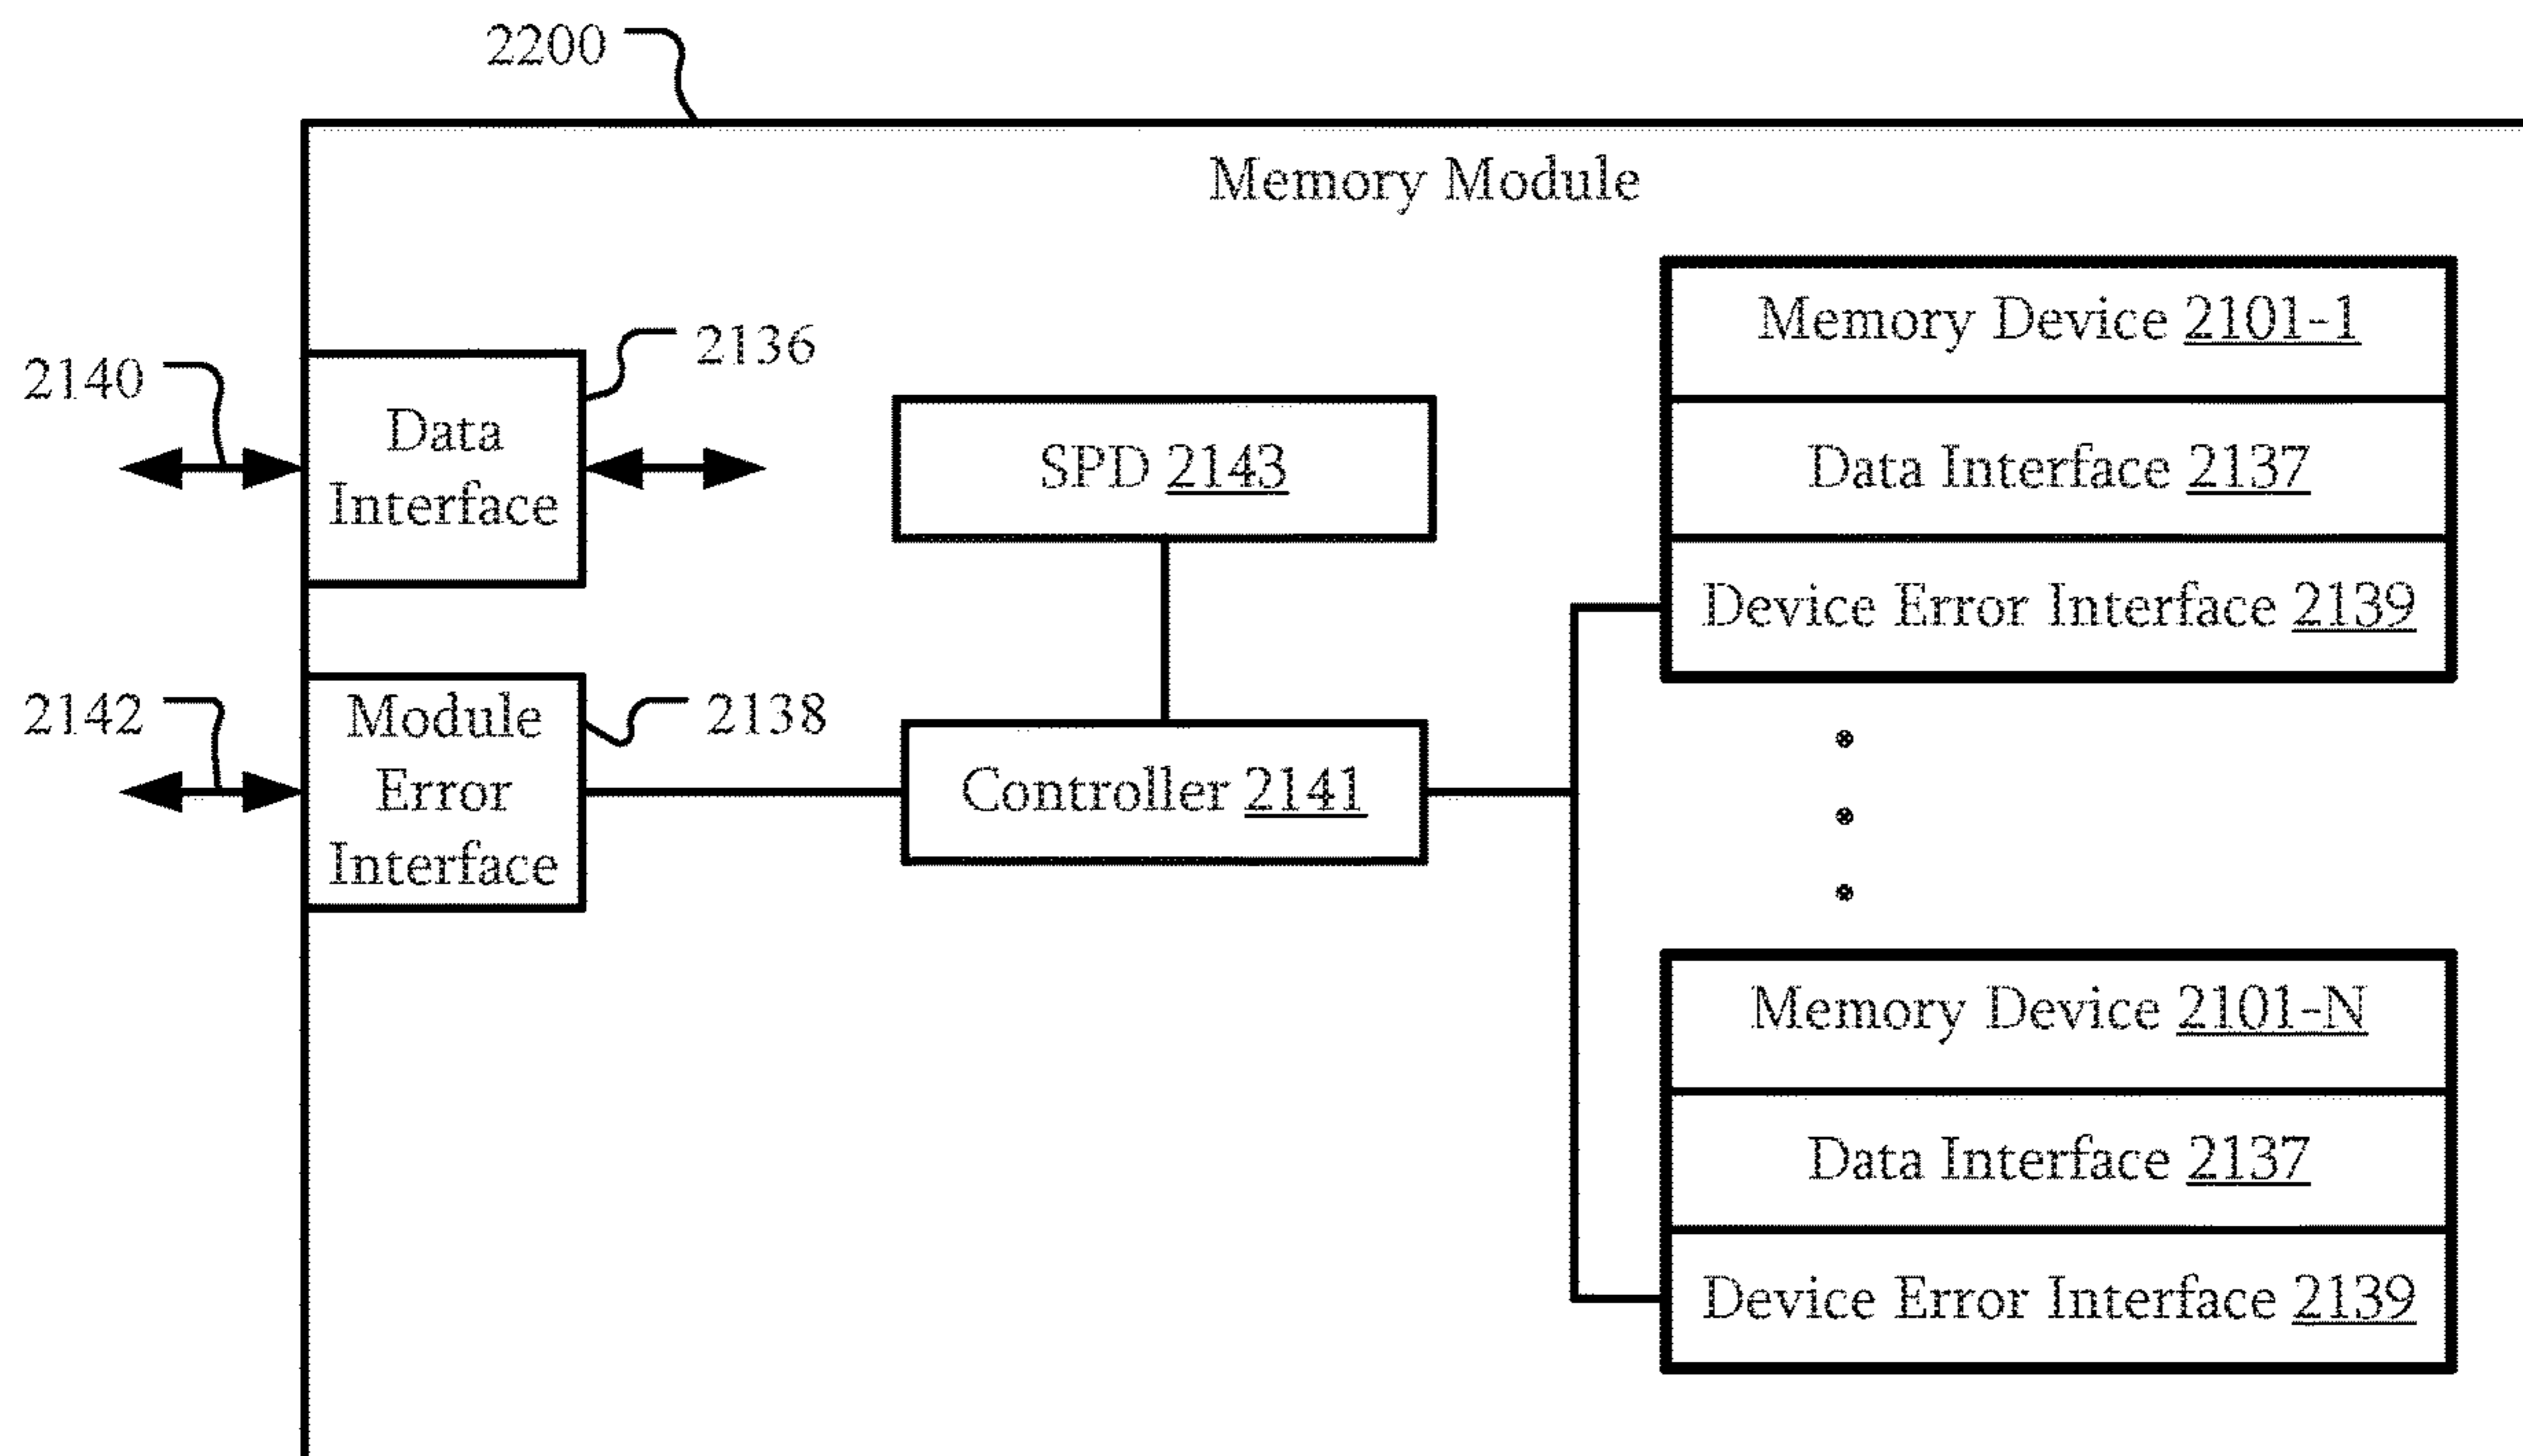 2200
Memory Module
2140
Data
Interface
2136
SPD 2143
Memory Device 2101-1
Data Interface 2137
Device Error Interface 2139
2142
Module
Error
Interface
2138
Controller 2141
Memory Device 2101-N
Data Interface 2137
Device Error Interface 2139